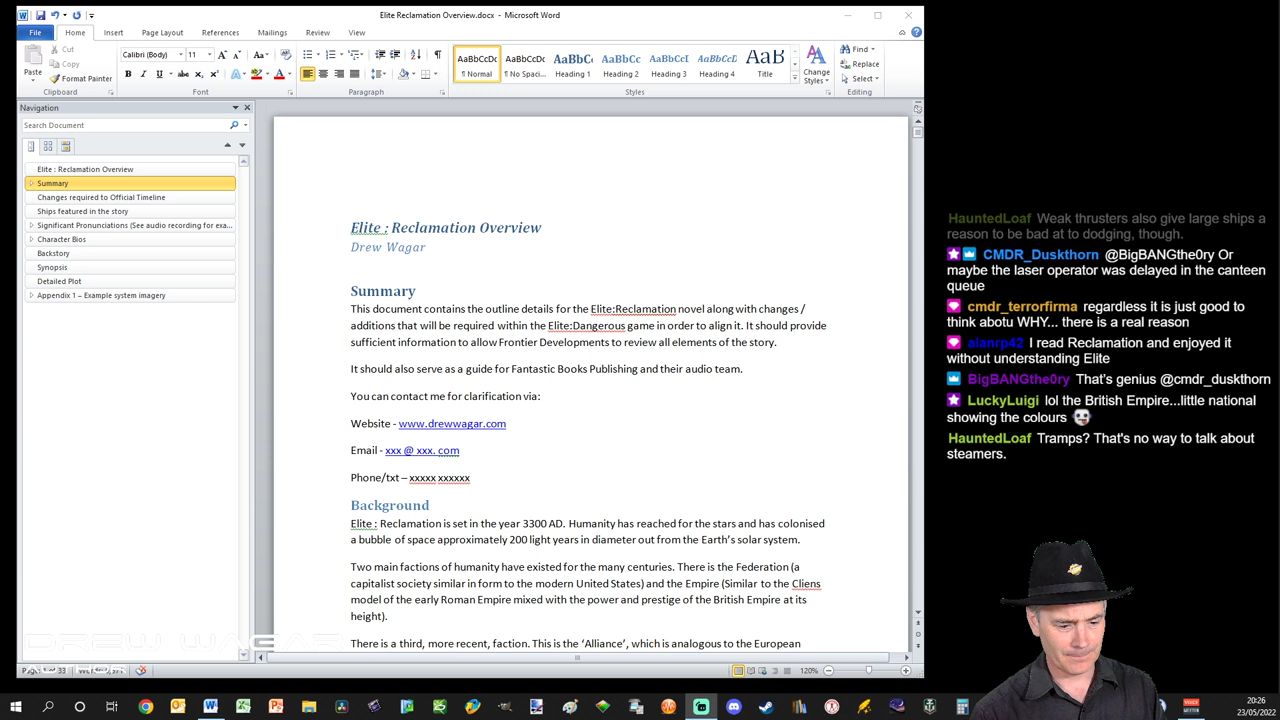 Elite Reclamation Overview.docx - Microsoft Word
File Home Insert Page Layout References Mailings Review View
Cut
Copy
Paste
Format Painter
Clipboard
Calibri (Body) 11
Font
Paragraph
AaBbCcDc AaBbCcDc AaBbCc AaBbCc AaBbCcI AaBbCcD AaB
¶ Normal ¶ No Spaci... Heading 1 Heading 2 Heading 3 Heading 4 Title
Change Styles
Styles
Find
Replace
Select
Editing
Navigation
Search Document
Elite : Reclamation Overview
Summary
Changes required to Official Timeline
Ships featured in the story
Significant Pronunciations (See audio recording for exa...
Character Bios
Backstory
Synopsis
Detailed Plot
Appendix 1 – Example system imagery
Elite : Reclamation Overview
Drew Wagar
Summary
This document contains the outline details for the Elite:Reclamation novel along with changes /
additions that will be required within the Elite:Dangerous game in order to align it. It should provide
sufficient information to allow Frontier Developments to review all elements of the story.
It should also serve as a guide for Fantastic Books Publishing and their audio team.
You can contact me for clarification via:
Website - www.drewwagar.com
Email - xxx @ xxx. com
Phone/txt – xxxxx xxxxxx
Background
Elite : Reclamation is set in the year 3300 AD. Humanity has reached for the stars and has colonised
a bubble of space approximately 200 light years in diameter out from the Earth's solar system.
Two main factions of humanity have existed for the many centuries. There is the Federation (a
capitalist society similar in form to the modern United States) and the Empire (Similar to the Cliens
model of the early Roman Empire mixed with the power and prestige of the British Empire at its
height).
There is a third, more recent, faction. This is the ‘Alliance’, which is analogous to the European
DREW WAGAR
120%
HauntedLoaf Weak thrusters also give large ships a
reason to be bad at to dodging, though.
CMDR_Duskthorn @BigBANGthe0ry Or
maybe the laser operator was delayed in the canteen
queue
cmdr_terrorfirma regardless it is just good to
think abotu WHY... there is a real reason
alanrp42 I read Reclamation and enjoyed it
without understanding Elite
BigBANGthe0ry That's genius @cmdr_duskthorn
LuckyLuigi lol the British Empire...little national
showing the colours
HauntedLoaf Tramps? That's no way to talk about
steamers.
20:26
23/05/2022